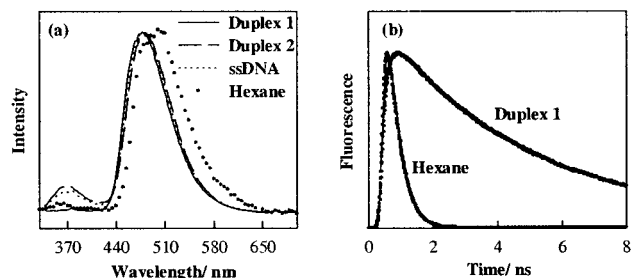 (a)
Duplex 1
Duplex 2
ssDNA
Hexane
Intensity
370 440 510 580 650
Wavelength/ nm
(b)
Duplex 1
Hexane
Fluorescence
0 2 4 6 8
Time/ ns